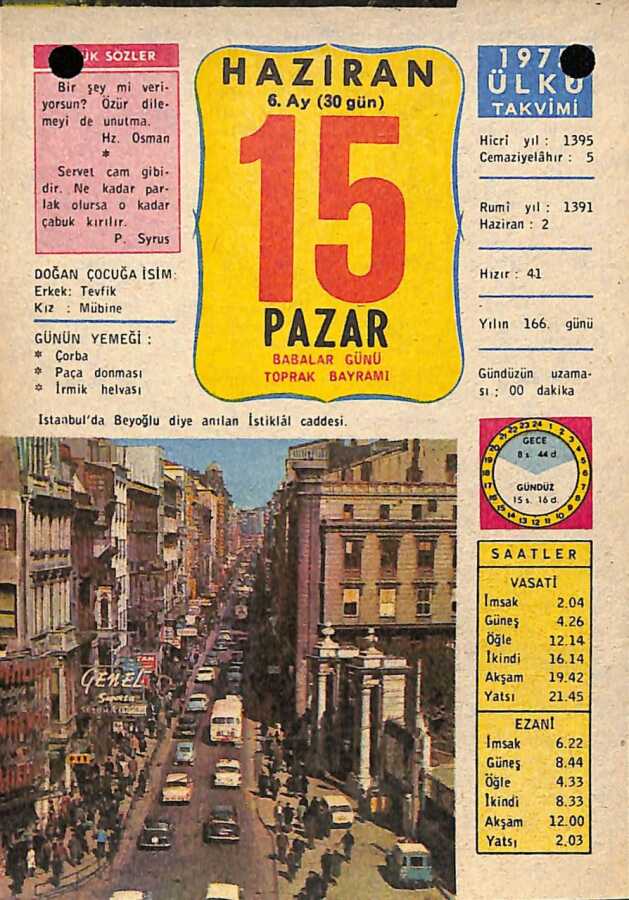 SÖZLER
Bir şey mi veri-
yorsun? Özür dile-
meyi de unutma.
Hz. Osman
*
Servet cam gibi-
dir. Ne kadar par-
lak olursa o kadar
çabuk kırılır.
P. Syrus
DOĞAN ÇOCUĞA İSİM:
Erkek: Tevfik
Kız : Mübine
GÜNÜN YEMEĞİ :
* Çorba
* Paça donması
* İrmik helvası
HAZİRAN
6. Ay (30 gün)
15
PAZAR
BABALAR GÜNÜ
TOPRAK BAYRAMI
197
ÜLKÜ
TAKVİMİ
Hicrî yıl : 1395
Cemaziyelâhır : 5
Rumî yıl : 1391
Haziran : 2
Hızır : 41
Yılın 166. günü
Gündüzün uzama-
sı : 00 dakika
İstanbul'da Beyoğlu diye anılan İstiklâl caddesi.
GECE
8 s. 44 d.
GÜNDÜZ
15 s. 16 d.
SAATLER
VASATİ
İmsak 2.04
Güneş 4.26
Öğle 12.14
İkindi 16.14
Akşam 19.42
Yatsı 21.45
EZANİ
İmsak 6.22
Güneş 8.44
Öğle 4.33
İkindi 8.33
Akşam 12.00
Yatsı 2.03
TAN
GENEL
Sigorta